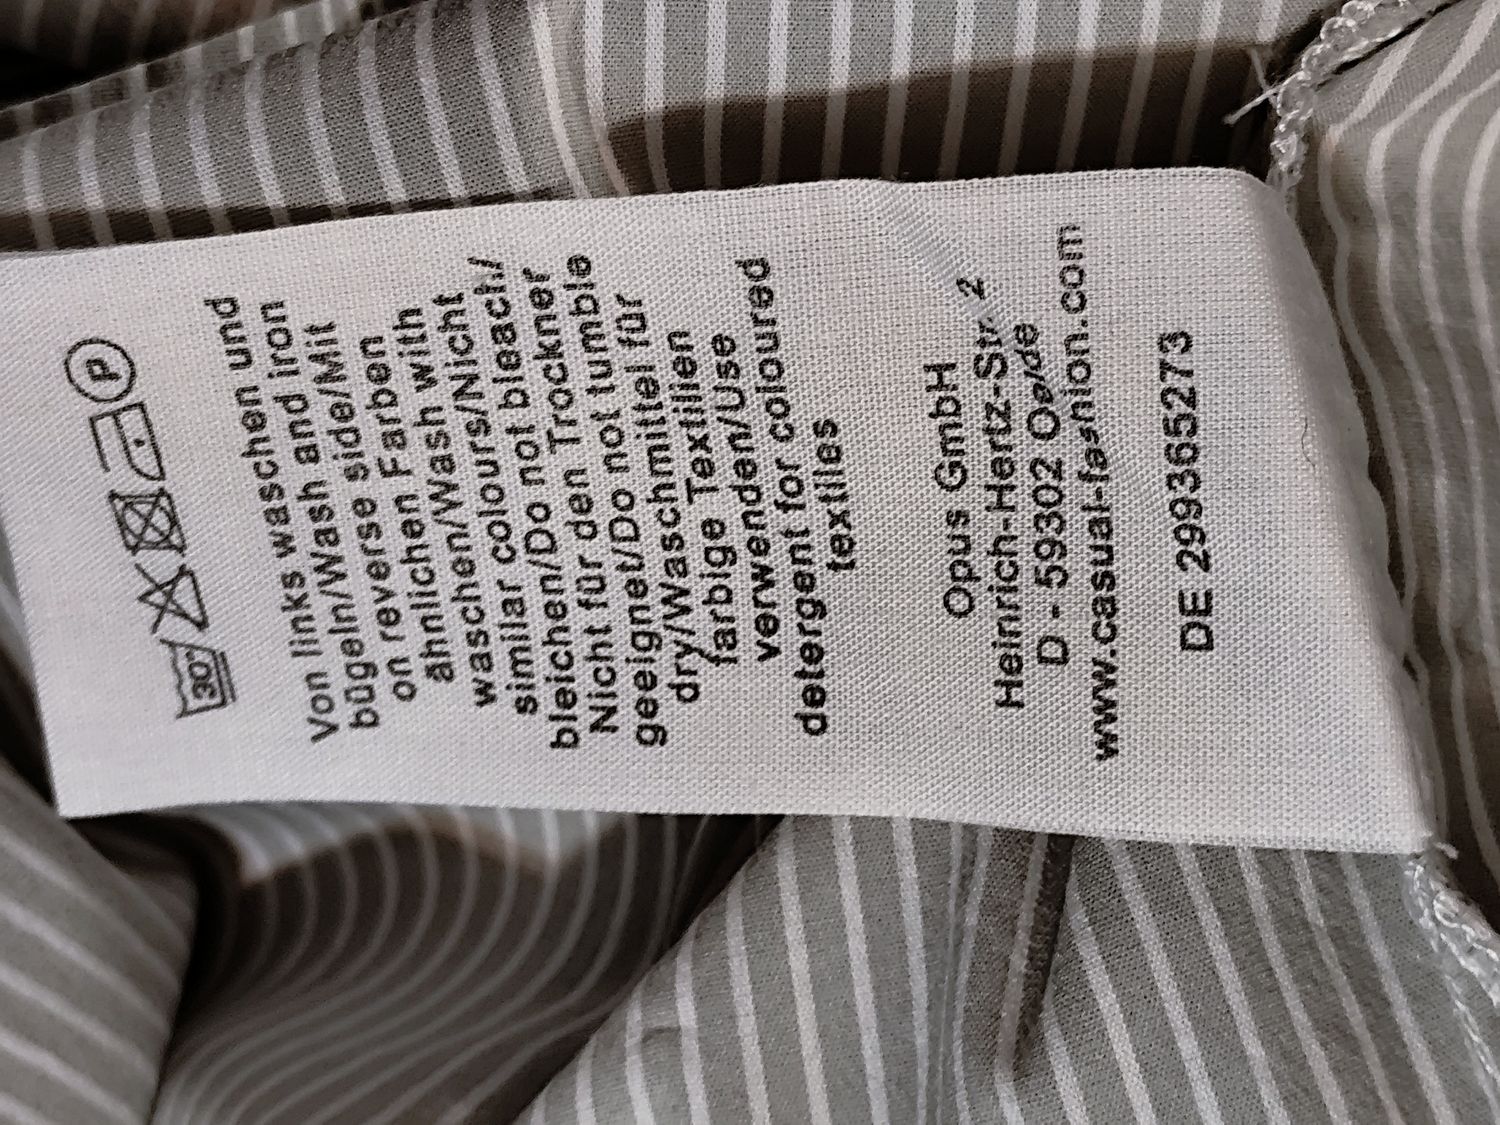 30
P
Von links waschen und
bügeln/Wash and iron
on reverse side/Mit
ähnlichen Farben
waschen/Wash with
similar colours/Nicht
bleichen/Do not bleach/
Nicht für den Trockner
geeignet/Do not tumble
dry/Waschmittel für
farbige Textilien
verwenden/Use
detergent for coloured
textiles
Opus GmbH
Heinrich-Hertz-Str. 2
D - 59302 Oelde
www.casual-fashion.com
DE 293652733